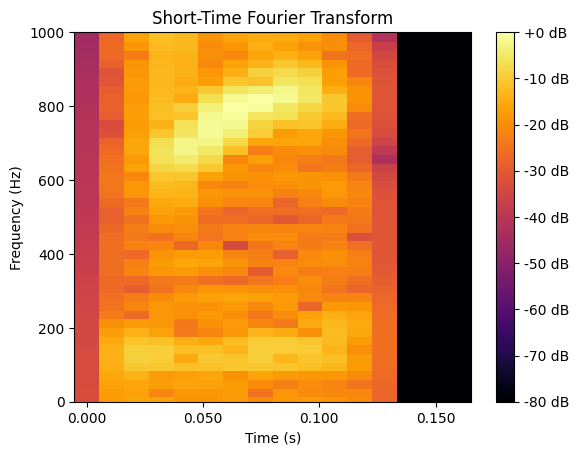 Short-Time Fourier Transform
Frequency (Hz)
1000
800
600
400
200
0
0.000
0.050
0.100
0.150
Time (s)
+0 dB
-10 dB
-20 dB
-30 dB
-40 dB
-50 dB
-60 dB
-70 dB
-80 dB